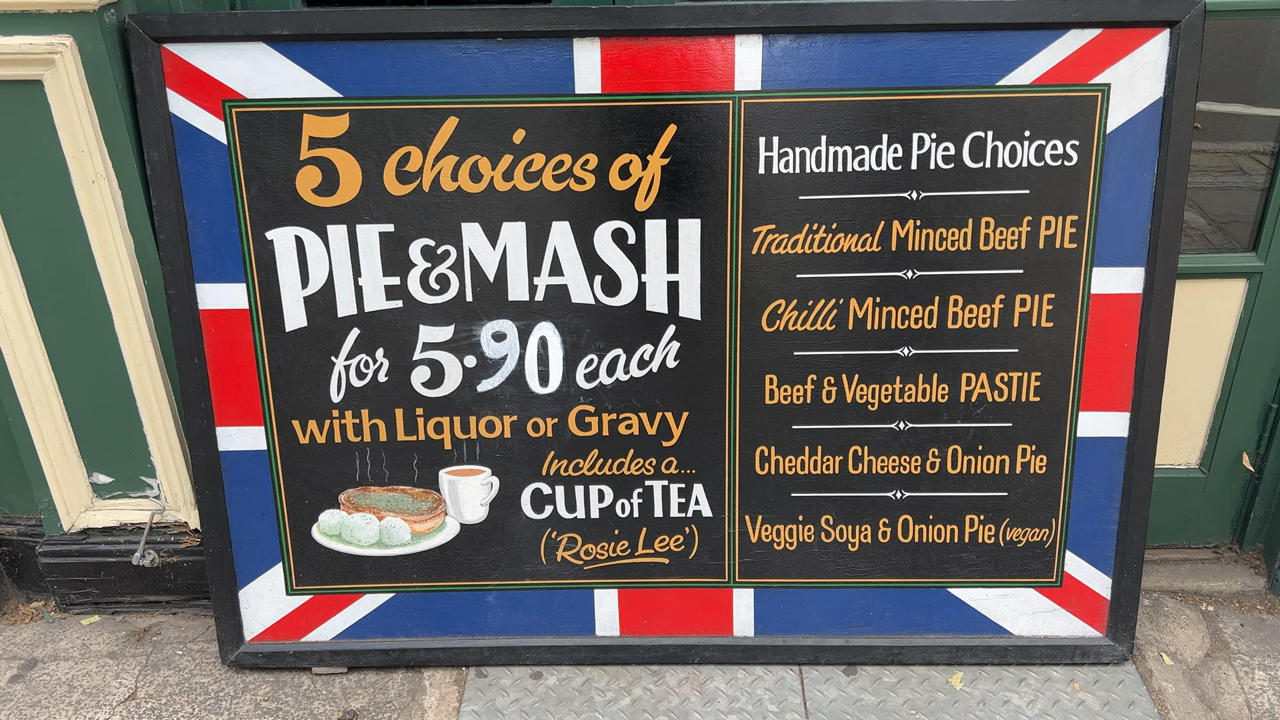 5 choices of
PIE & MASH
for 5·90 each
with Liquor or Gravy
Includes a...
CUP of TEA
('Rosie Lee')
Handmade Pie Choices
Traditional Minced Beef PIE
Chilli Minced Beef PIE
Beef & Vegetable PASTIE
Cheddar Cheese & Onion Pie
Veggie Soya & Onion Pie (vegan)